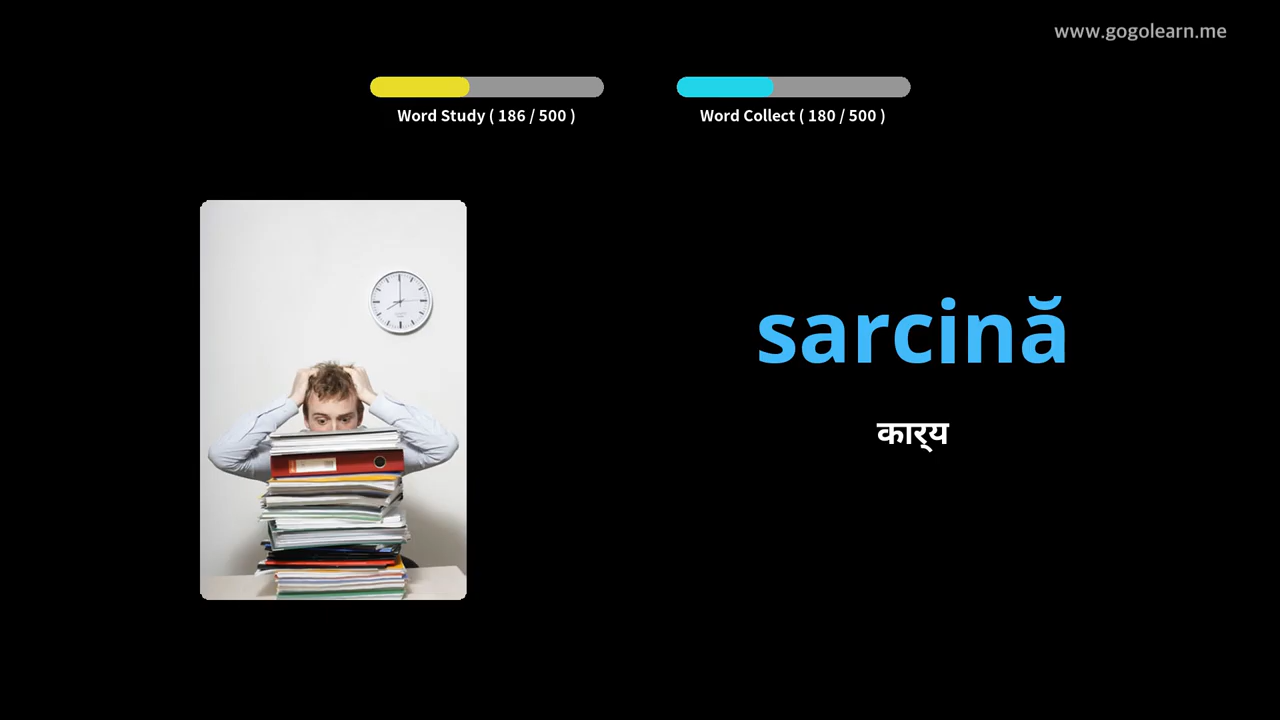 www.gogolearn.me
Word Study ( 186 / 500 )
Word Collect ( 180 / 500 )
sarcină
कार्‍य